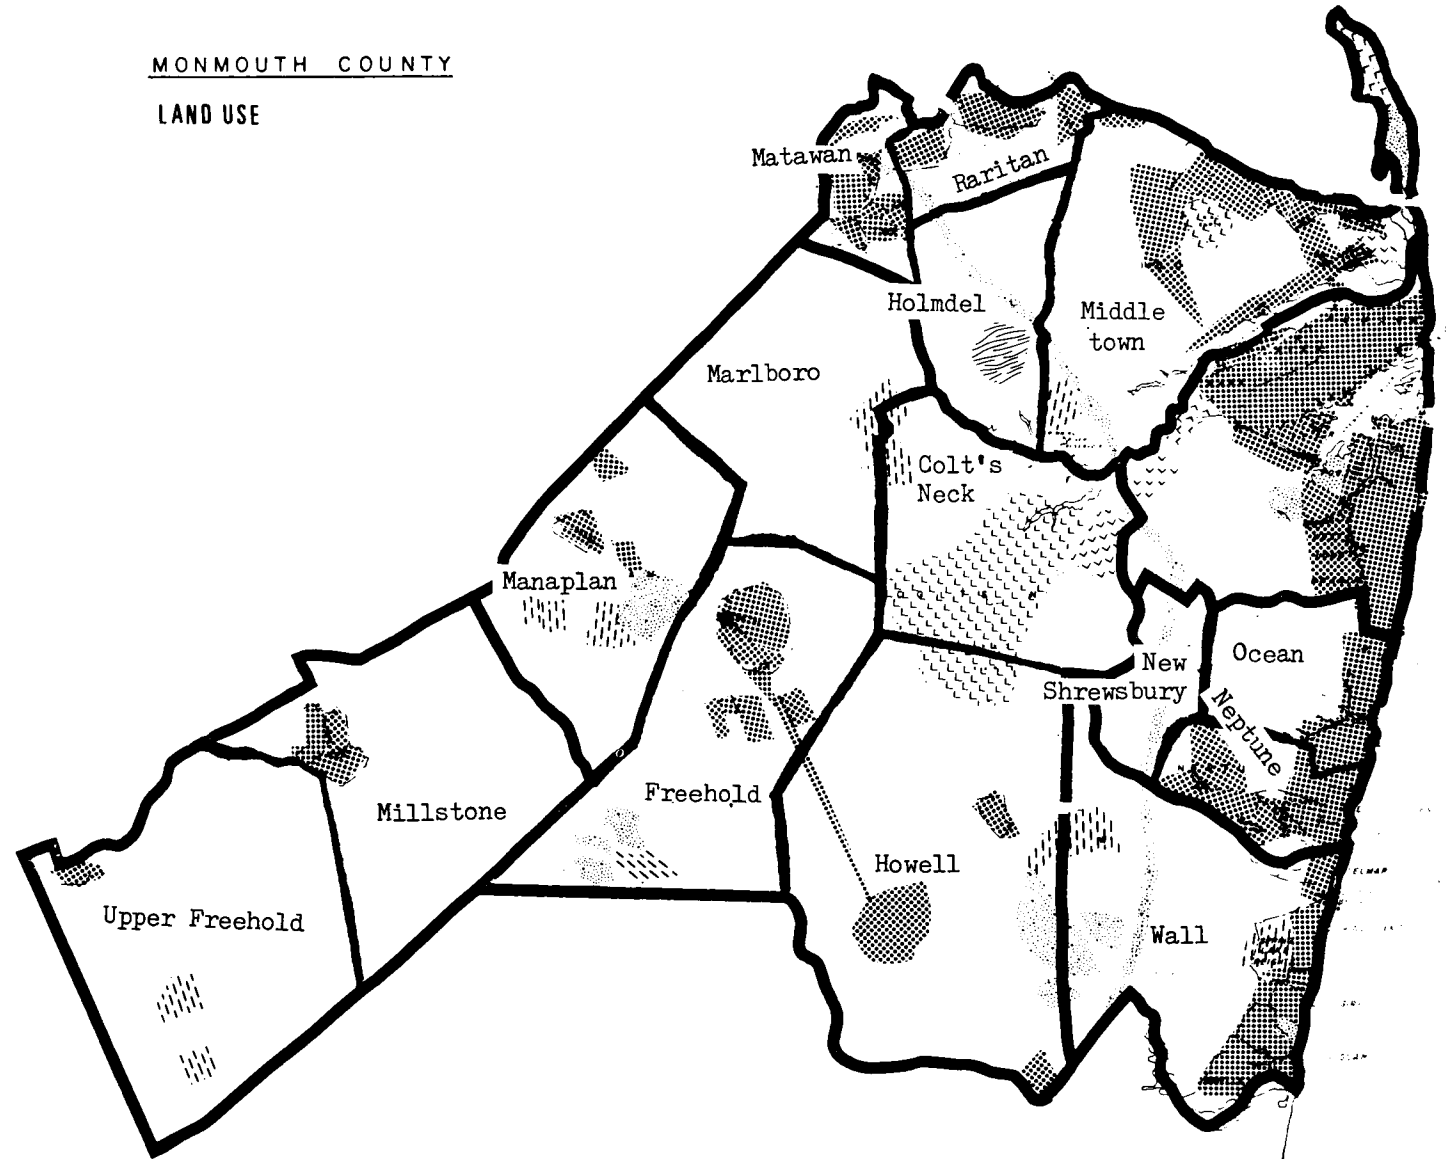 MONMOUTH COUNTY
LAND USE
Matawan
Raritan
Holmdel
Middle
town
Marlboro
Colt's
Neck
Manaplan
New
Shrewsbury
Ocean
Neptune
Freehold
Millstone
Howell
Upper Freehold
Wall
ELMAR